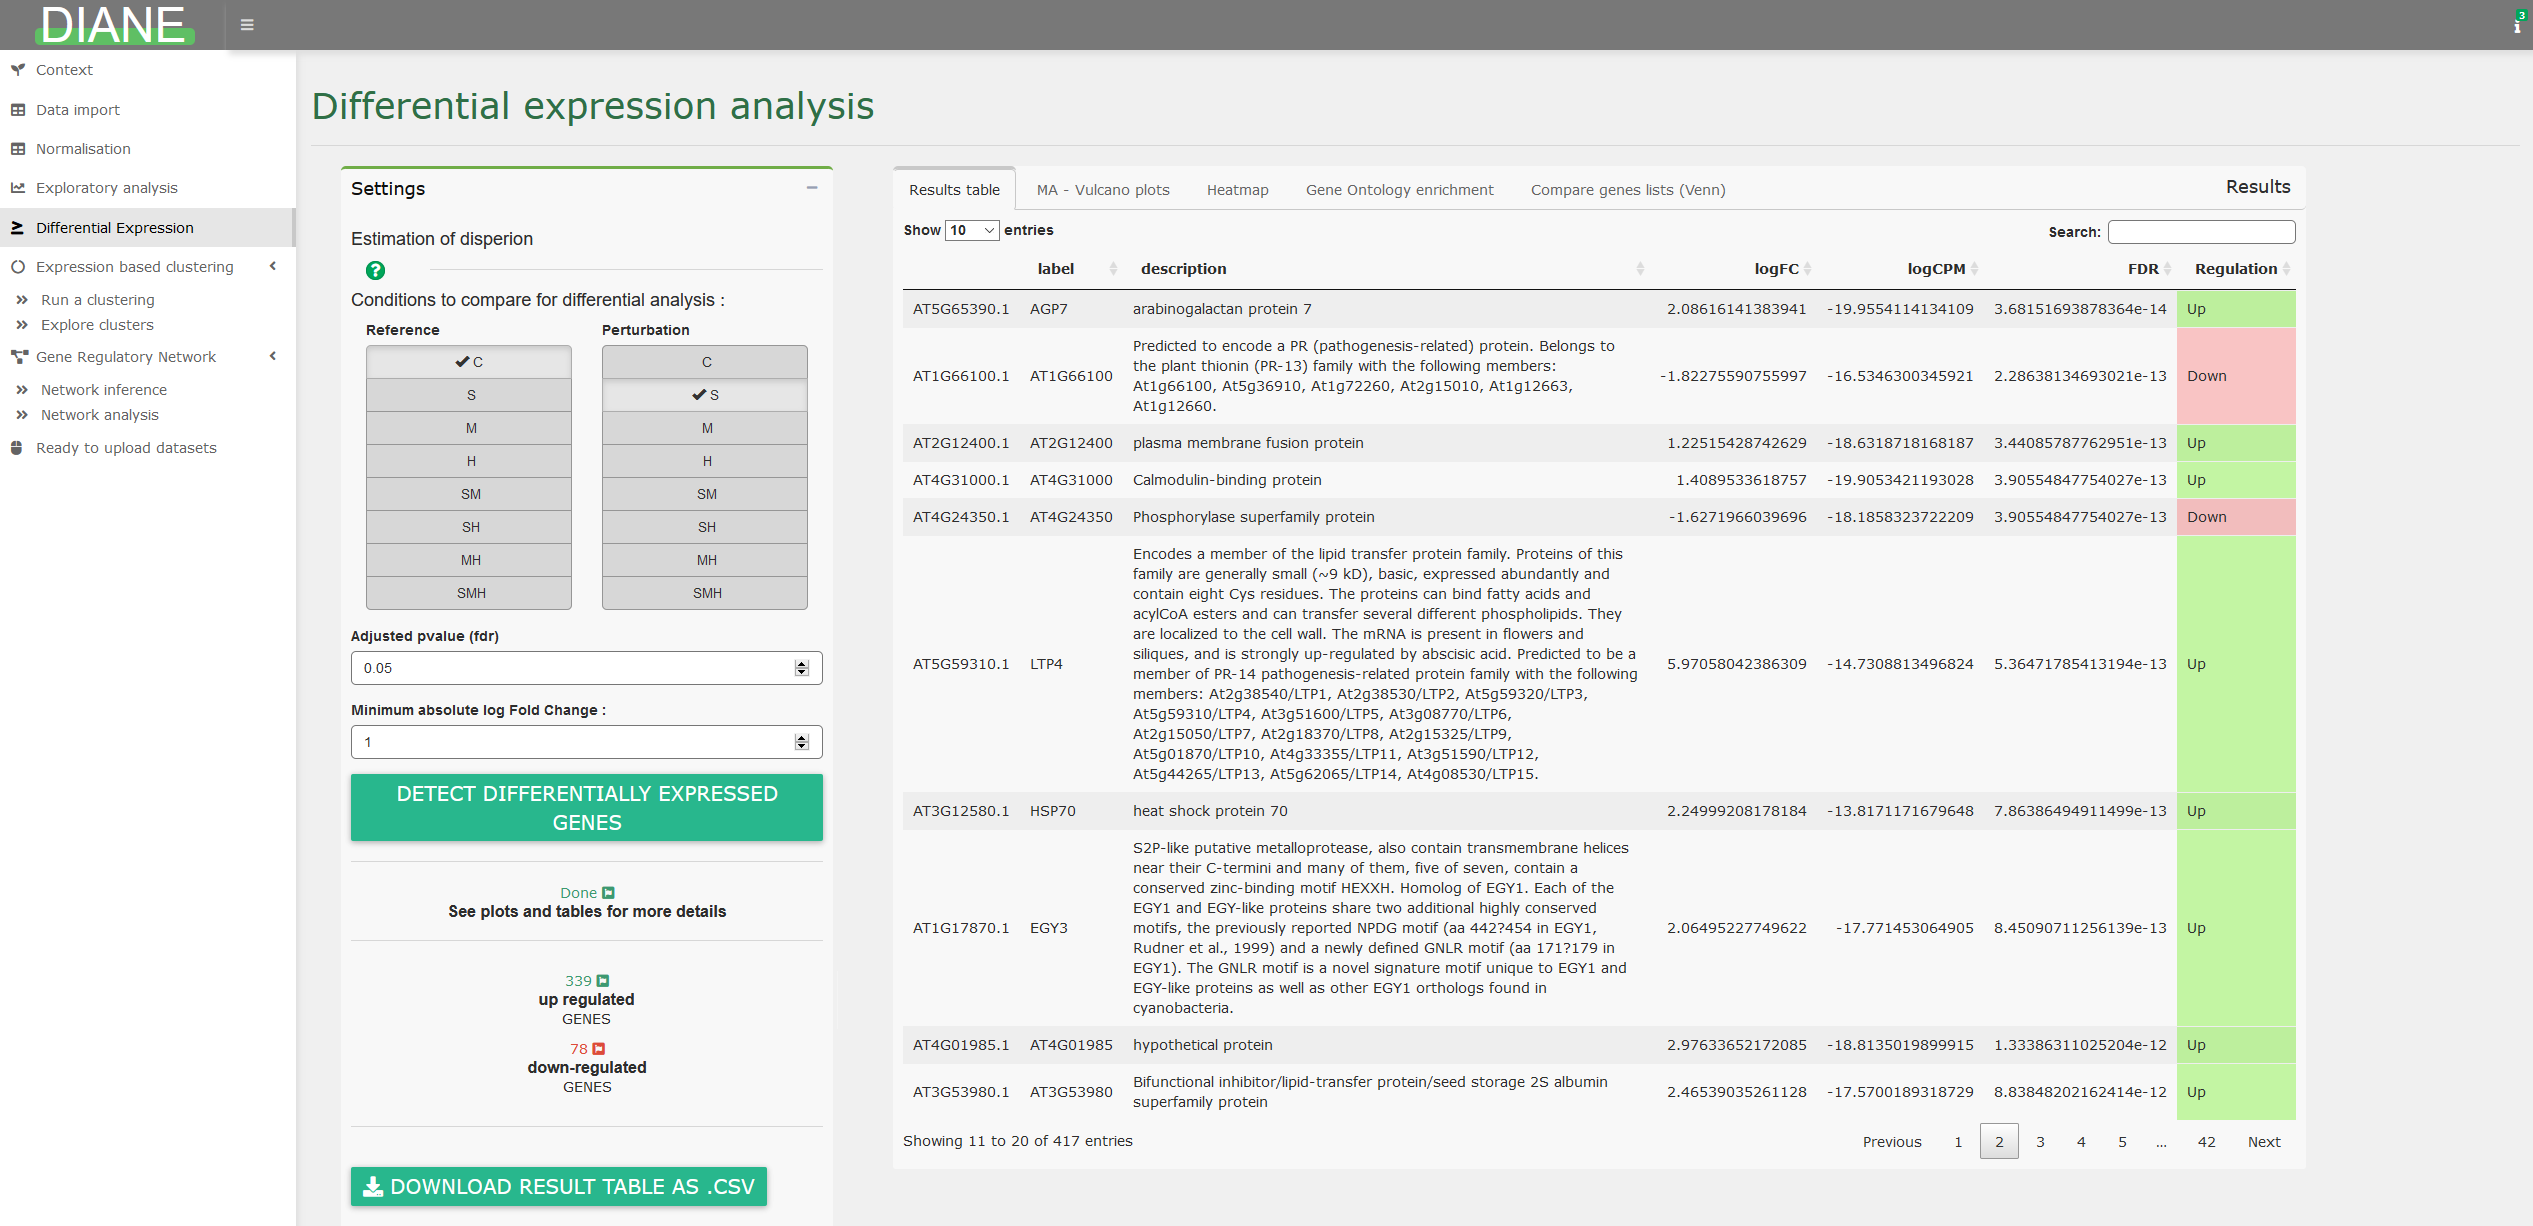 DIANE
3
Context
Data import
Normalisation
Exploratory analysis
Differential Expression
Expression based clustering
Run a clustering
Explore clusters
Gene Regulatory Network
Network inference
Network analysis
Ready to upload datasets
Differential expression analysis
Settings
Estimation of disperion
?
Conditions to compare for differential analysis :
Reference Perturbation
C C
S S
M M
H H
SM SM
SH SH
MH MH
SMH SMH
Adjusted pvalue (fdr)
0.05
Minimum absolute log Fold Change :
1
DETECT DIFFERENTIALLY EXPRESSED
GENES
Done
See plots and tables for more details
339
up regulated
GENES
78
down-regulated
GENES
DOWNLOAD RESULT TABLE AS .CSV
Results table MA - Vulcano plots Heatmap Gene Ontology enrichment Compare genes lists (Venn) Results
Show 10 entries Search:
label description logFC logCPM FDR Regulation
AT5G65390.1 AGP7 arabinogalactan protein 7 2.08616141383941 -19.9554114134109 3.68151693878364e-14 Up
Predicted to encode a PR (pathogenesis-related) protein. Belongs to
the plant thionin (PR-13) family with the following members:
AT1G66100.1 AT1G66100 At1g66100, At5g36910, At1g72260, At2g15010, At1g12663, -1.82275590755997 -16.5346300345921 2.28638134693021e-13 Down
At1g12660.
AT2G12400.1 AT2G12400 plasma membrane fusion protein 1.22515428742629 -18.6318718168187 3.44085787762951e-13 Up
AT4G31000.1 AT4G31000 Calmodulin-binding protein 1.4089533618757 -19.9053421193028 3.90554847754027e-13 Up
AT4G24350.1 AT4G24350 Phosphorylase superfamily protein -1.6271966039696 -18.1858323722209 3.90554847754027e-13 Down
Encodes a member of the lipid transfer protein family. Proteins of this
family are generally small (~9 kD), basic, expressed abundantly and
contain eight Cys residues. The proteins can bind fatty acids and
acylCoA esters and can transfer several different phospholipids. They
are localized to the cell wall. The mRNA is present in flowers and
siliques, and is strongly up-regulated by abscisic acid. Predicted to be a
AT5G59310.1 LTP4 member of PR-14 pathogenesis-related protein family with the following 5.97058042386309 -14.7308813496824 5.36471785413194e-13 Up
members: At2g38540/LTP1, At2g38530/LTP2, At5g59320/LTP3,
At5g59310/LTP4, At3g51600/LTP5, At3g08770/LTP6,
At2g15050/LTP7, At2g18370/LTP8, At2g15325/LTP9,
At5g01870/LTP10, At4g33355/LTP11, At3g51590/LTP12,
At5g44265/LTP13, At5g62065/LTP14, At4g08530/LTP15.
AT3G12580.1 HSP70 heat shock protein 70 2.24999208178184 -13.8171171679648 7.86386494911499e-13 Up
S2P-like putative metalloprotease, also contain transmembrane helices
near their C-termini and many of them, five of seven, contain a
conserved zinc-binding motif HEXXH. Homolog of EGY1. Each of the
EGY1 and EGY-like proteins share two additional highly conserved
AT1G17870.1 EGY3 motifs, the previously reported NPDG motif (aa 442?454 in EGY1, 2.06495227749622 -17.771453064905 8.45090711256139e-13 Up
Rudner et al., 1999) and a newly defined GNLR motif (aa 171?179 in
EGY1). The GNLR motif is a novel signature motif unique to EGY1 and
EGY-like proteins as well as other EGY1 orthologs found in
cyanobacteria.
AT4G01985.1 AT4G01985 hypothetical protein 2.97633652172085 -18.8135019899915 1.33386311025204e-12 Up
AT3G53980.1 AT3G53980 Bifunctional inhibitor/lipid-transfer protein/seed storage 2S albumin 2.46539035261128 -17.5700189318729 8.83848202162414e-12 Up
superfamily protein
Showing 11 to 20 of 417 entries Previous 1 2 3 4 5 … 42 Next